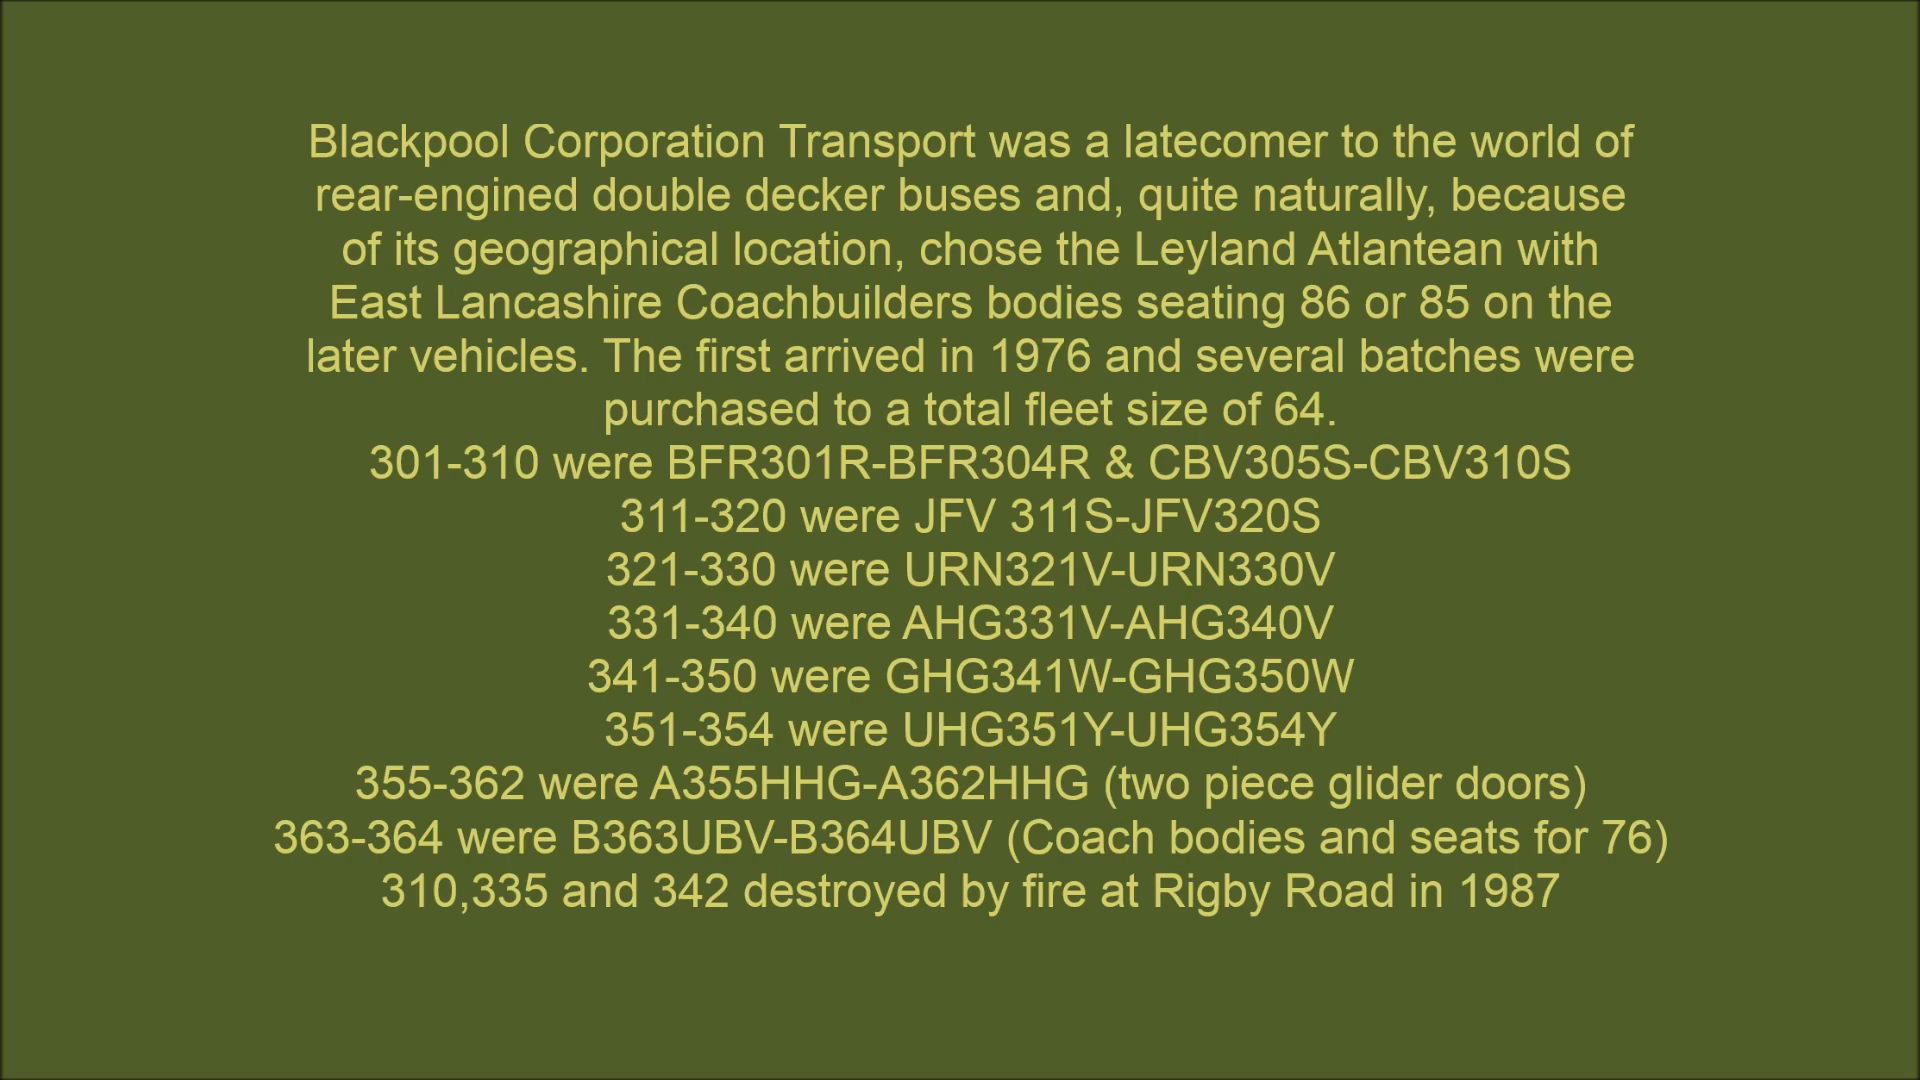 Blackpool Corporation Transport was a latecomer to the world of
rear-engined double decker buses and, quite naturally, because
of its geographical location, chose the Leyland Atlantean with
East Lancashire Coachbuilders bodies seating 86 or 85 on the
later vehicles. The first arrived in 1976 and several batches were
purchased to a total fleet size of 64.
301-310 were BFR301R-BFR304R & CBV305S-CBV310S
311-320 were JFV 311S-JFV320S
321-330 were URN321V-URN330V
331-340 were AHG331V-AHG340V
341-350 were GHG341W-GHG350W
351-354 were UHG351Y-UHG354Y
355-362 were A355HHG-A362HHG (two piece glider doors)
363-364 were B363UBV-B364UBV (Coach bodies and seats for 76)
310,335 and 342 destroyed by fire at Rigby Road in 1987